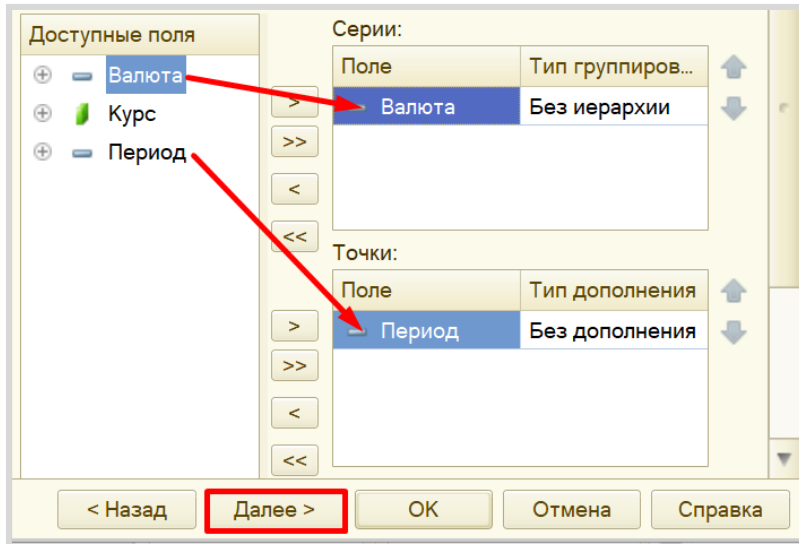 Доступные поля
Валюта
Курс
Период
Серии:
Поле Тип группиров...
Валюта Без иерархии
>
>>
<
<<
Точки:
Поле Тип дополнения
Период Без дополнения
>
>>
<
<<
< Назад Далее > OK Отмена Справка